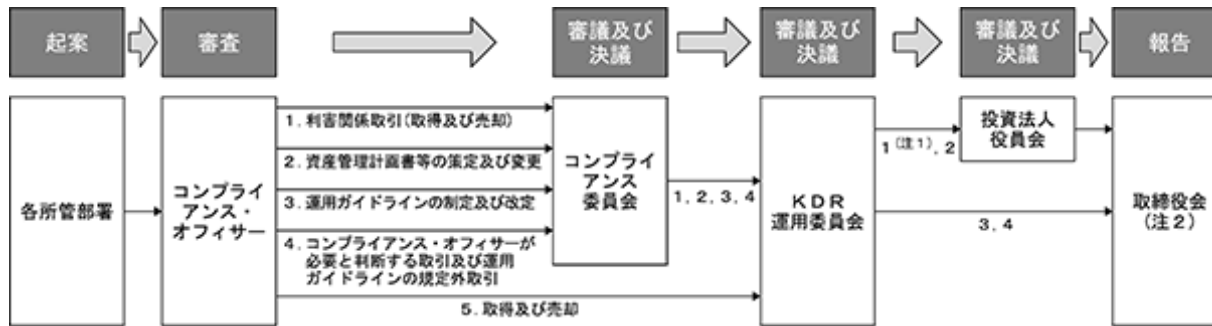 起案
審査
審議及び
決議
審議及び
決議
審議及び
決議
報告
各所管部署
コンプライ
アンス・
オフィサー
1.利害関係取引(取得及び売却)
2.資産管理計画書等の策定及び変更
3.運用ガイドラインの制定及び改定
4.コンプライアンス・オフィサーが
必要と判断する取引及び運用
ガイドラインの規定外取引
5.取得及び売却
コンプライ
アンス
委員会
1, 2, 3, 4
KDR
運用委員会
1(注1), 2
3, 4
投資法人
役員会
取締役会
(注2)